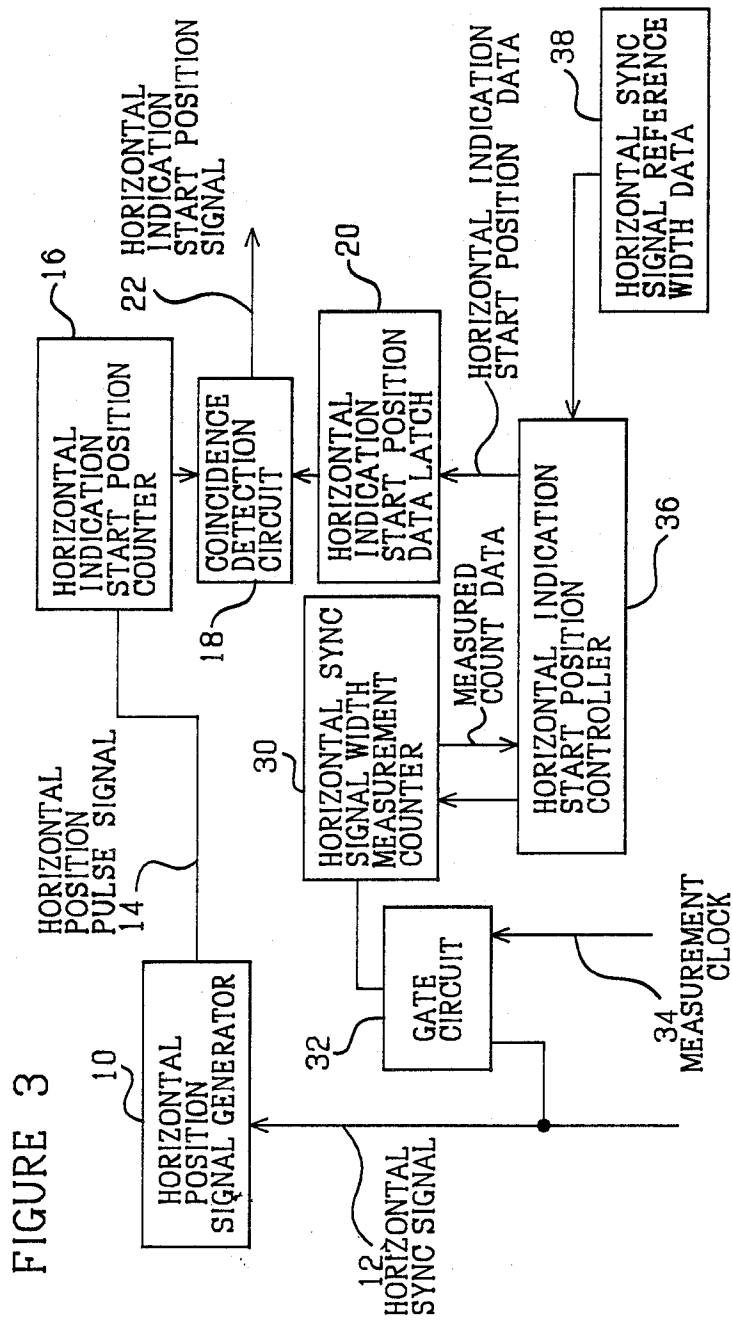 FIGURE 3
10
HORIZONTAL
POSITION
SIGNAL GENERATOR
12
HORIZONTAL
SYNC SIGNAL
HORIZONTAL
POSITION
PULSE SIGNAL
14
16
HORIZONTAL
INDICATION
START POSITION
COUNTER
18
COINCIDENCE
DETECTION
CIRCUIT
22
HORIZONTAL
INDICATION
START POSITION
SIGNAL
20
HORIZONTAL
INDICATION
START POSITION
DATA LATCH
30
HORIZONTAL SYNC
SIGNAL WIDTH
MEASUREMENT
COUNTER
32
GATE
CIRCUIT
34
MEASUREMENT
CLOCK
MEASURED
COUNT DATA
HORIZONTAL INDICATION
START POSITION DATA
HORIZONTAL INDICATION
START POSITION
CONTROLLER
36
38
HORIZONTAL SYNC
SIGNAL REFERENCE
WIDTH DATA